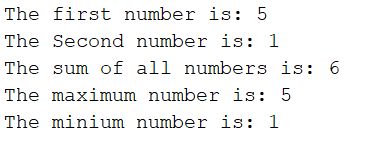 The first number is: 5
The Second number is: 1
The sum of all numbers is: 6
The maximum number is: 5
The minium number is: 1